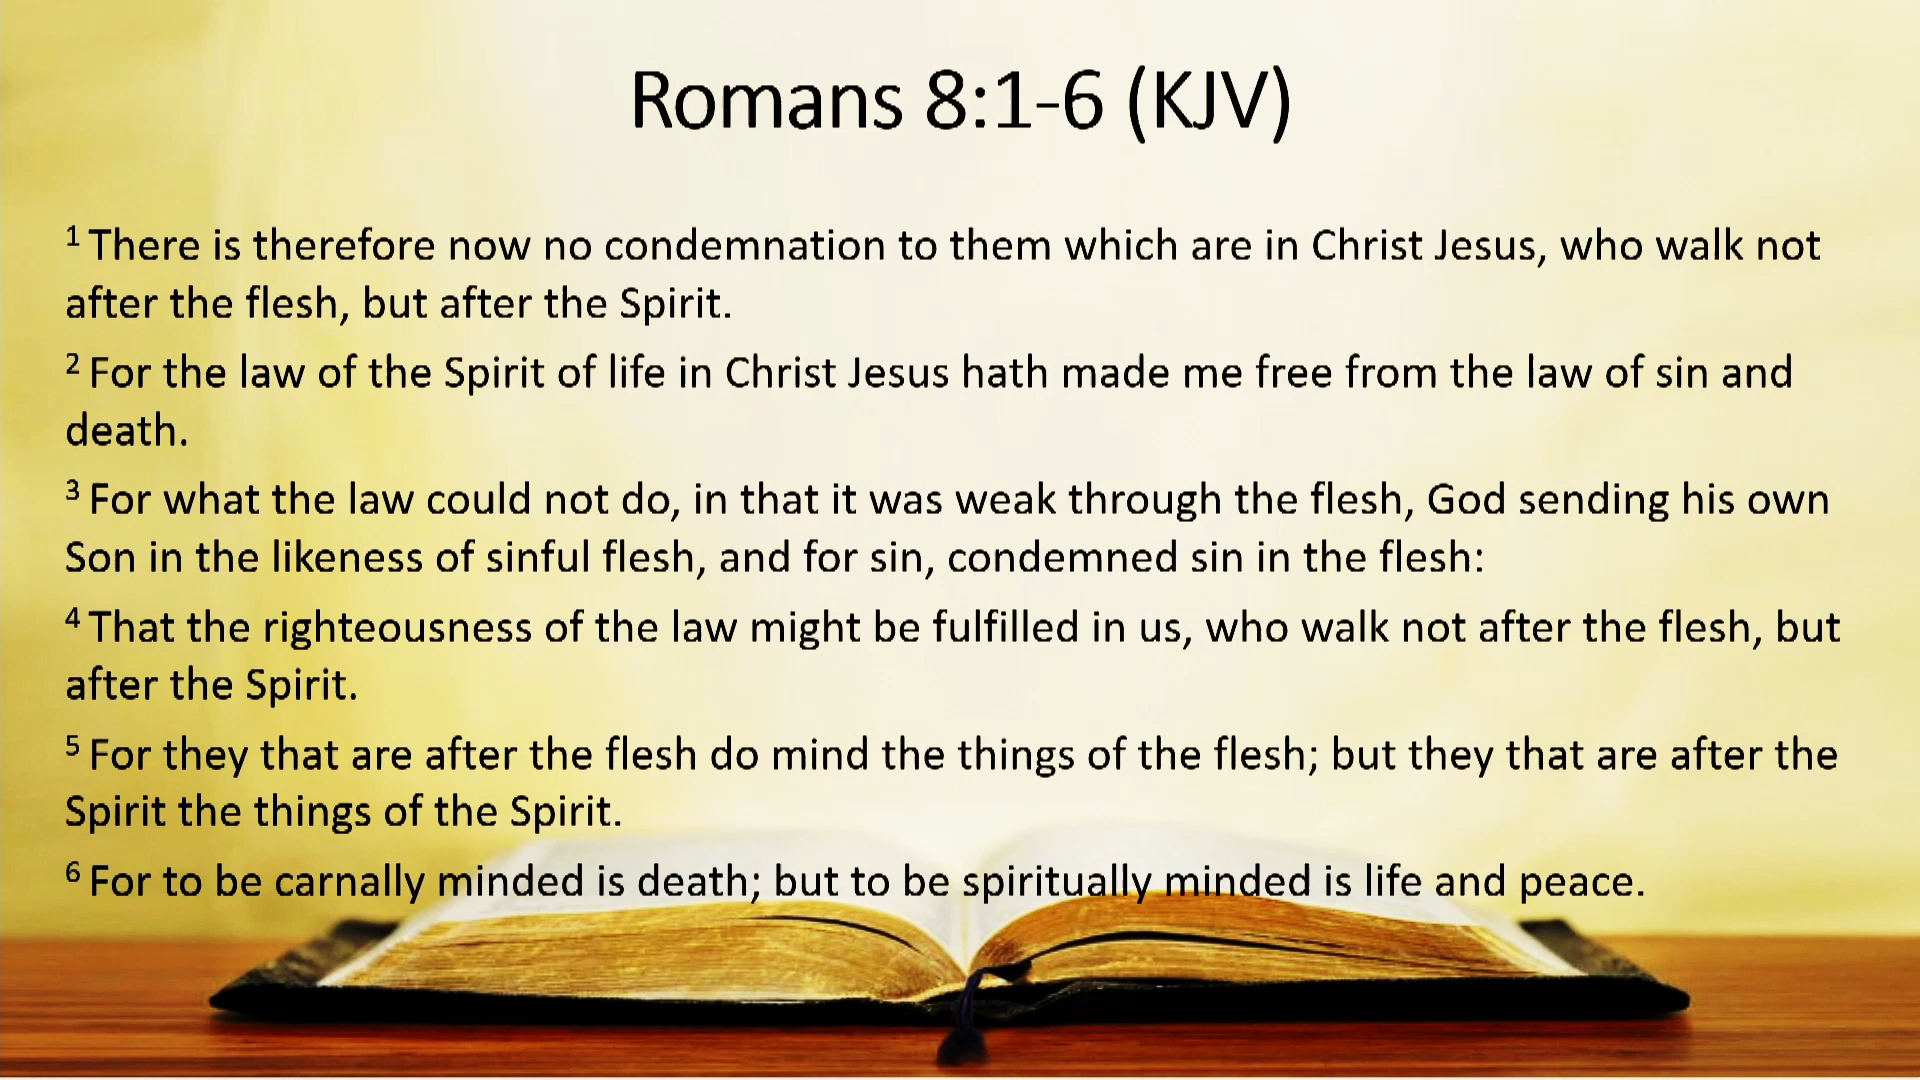 Romans 8:1-6 (KJV)
1 There is therefore now no condemnation to them which are in Christ Jesus, who walk not
after the flesh, but after the Spirit.
2 For the law of the Spirit of life in Christ Jesus hath made me free from the law of sin and
death.
3 For what the law could not do, in that it was weak through the flesh, God sending his own
Son in the likeness of sinful flesh, and for sin, condemned sin in the flesh:
4 That the righteousness of the law might be fulfilled in us, who walk not after the flesh, but
after the Spirit.
5 For they that are after the flesh do mind the things of the flesh; but they that are after the
Spirit the things of the Spirit.
6 For to be carnally minded is death; but to be spiritually minded is life and peace.